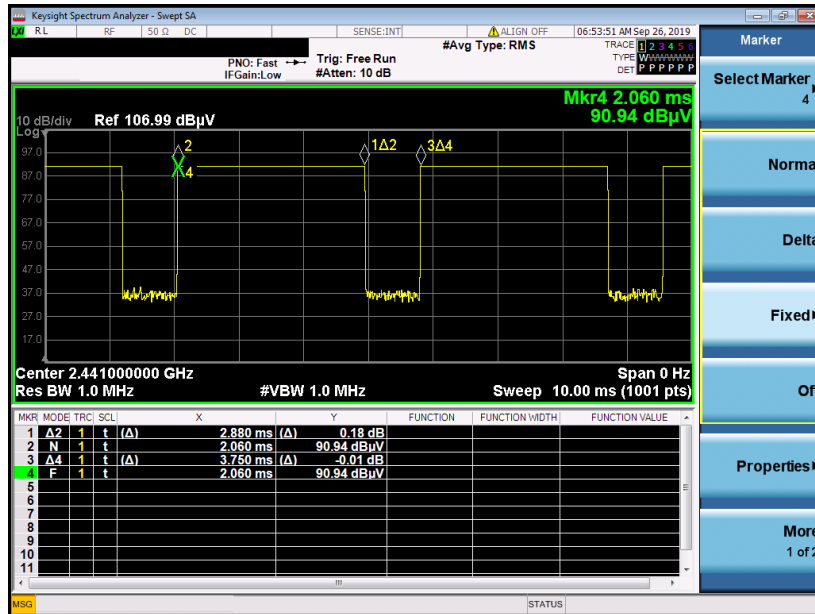 Keysight Spectrum Analyzer - Swept SA
RL RF 50 Ω DC SENSE:INT ALIGN OFF 06:53:51 AM Sep 26, 2019
#Avg Type: RMS TRACE 1 2 3 4 5 6
PNO: Fast Trig: Free Run TYPE WWWWWW
IFGain:Low #Atten: 10 dB DET P P P P P P
Mkr4 2.060 ms
90.94 dBµV
10 dB/div Ref 106.99 dBµV
Log
97.0
87.0
77.0
67.0
57.0
47.0
37.0
27.0
17.0
2
4
1Δ2
3Δ4
Center 2.441000000 GHz Span 0 Hz
Res BW 1.0 MHz #VBW 1.0 MHz Sweep 10.00 ms (1001 pts)
MKR MODE TRC SCL X Y FUNCTION FUNCTION WIDTH FUNCTION VALUE
1 Δ2 1 t (Δ) 2.880 ms (Δ) 0.18 dB
2 N 1 t 2.060 ms 90.94 dBµV
3 Δ4 1 t (Δ) 3.750 ms (Δ) -0.01 dB
4 F 1 t 2.060 ms 90.94 dBµV
5
6
7
8
9
10
11
MSG STATUS
Marker
Select Marker
4
Norma
Delta
Fixed
Of
Properties
More
1 of 2